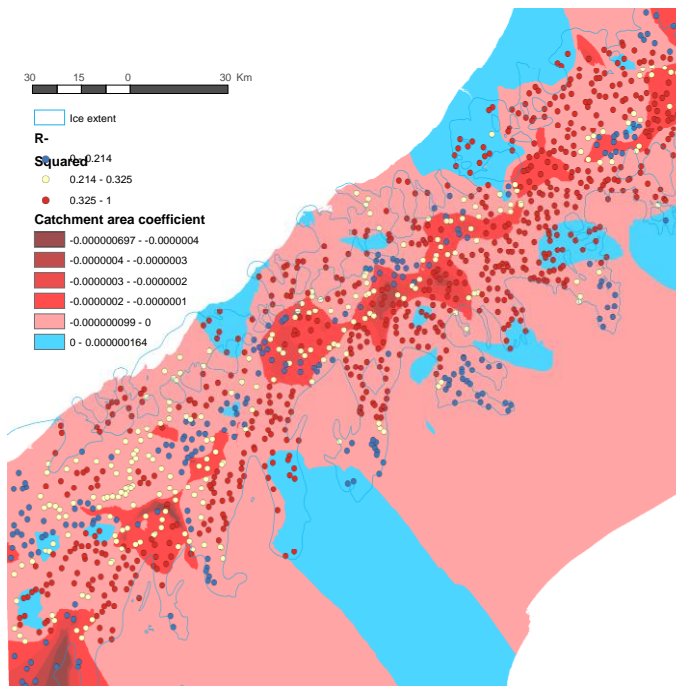 30 15 0 30 Km
Ice extent
R-
Squared
0 - 0.214
0.214 - 0.325
0.325 - 1
Catchment area coefficient
-0.000000697 - -0.0000004
-0.0000004 - -0.0000003
-0.0000003 - -0.0000002
-0.0000002 - -0.0000001
-0.000000099 - 0
0 - 0.000000164